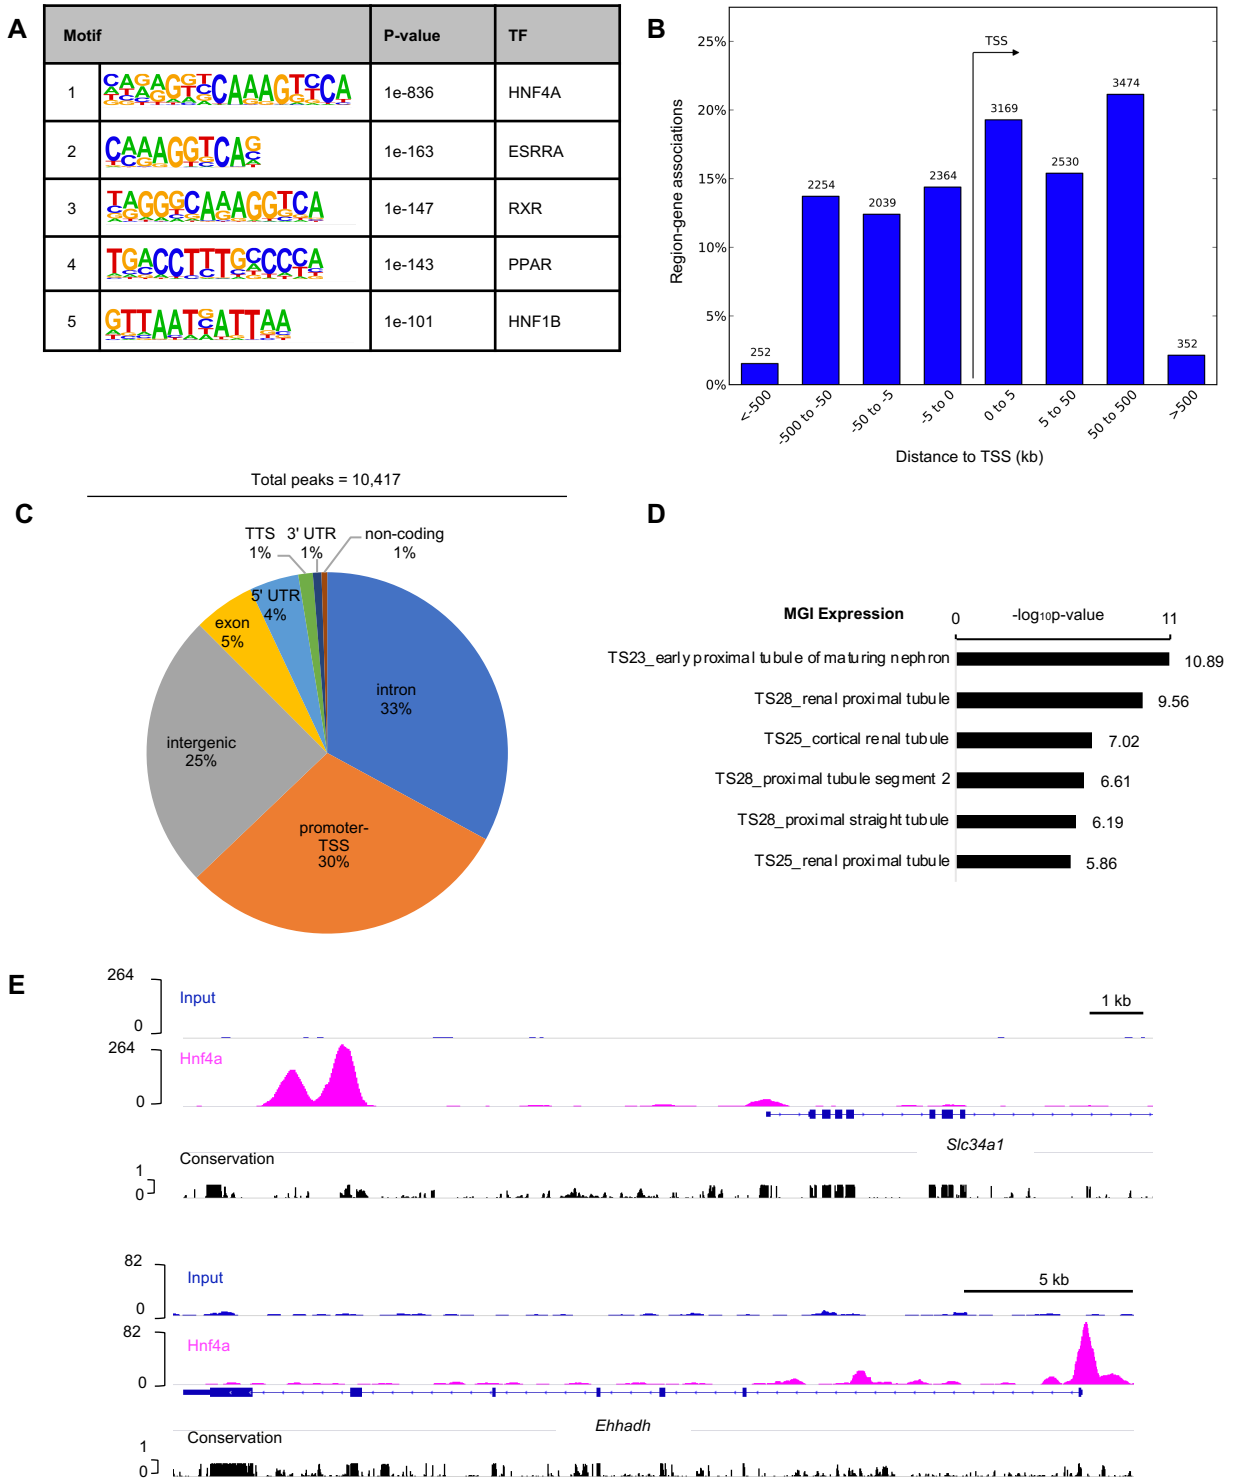 A
Motif P-value TF
1 1e-836 HNF4A
2 1e-163 ESRRA
3 1e-147 RXR
4 1e-143 PPAR
5 1e-101 HNF1B
B
Region-gene associations
25%
20%
15%
10%
5%
0%
TSS
252
2254
2039
2364
3169
2530
3474
352
<-500
-500 to -50
-50 to -5
-5 to 0
0 to 5
5 to 50
50 to 500
>500
Distance to TSS (kb)
Total peaks = 10,417
C
TTS
1%
3' UTR
1%
non-coding
1%
5' UTR
4%
exon
5%
intron
33%
intergenic
25%
promoter-
TSS
30%
D
MGI Expression
0 -log10p-value 11
TS23_early proximal tubule of maturing nephron 10.89
TS28_renal proximal tubule 9.56
TS25_cortical renal tubule 7.02
TS28_proximal tubule segment 2 6.61
TS28_proximal straight tubule 6.19
TS25_renal proximal tubule 5.86
E
264
Input
0
1 kb
264
Hnf4a
0
Slc34a1
Conservation
1
0
82
Input
0
5 kb
82
Hnf4a
0
Ehhadh
Conservation
1
0